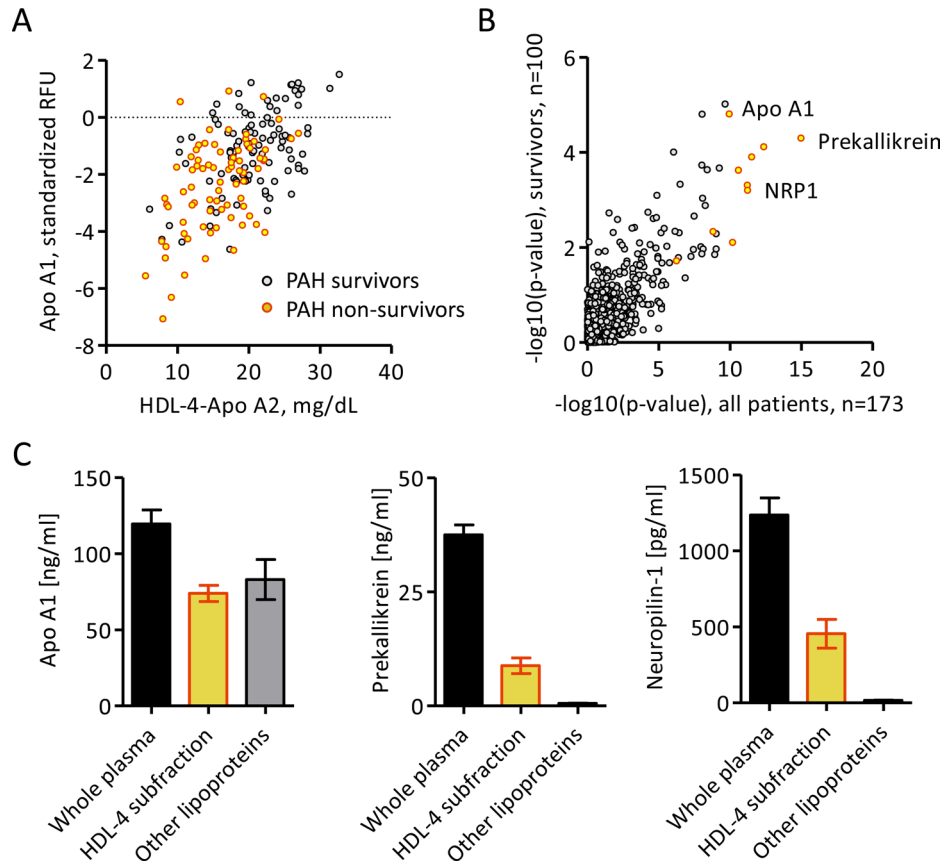 A
Apo A1, standardized RFU
2
0
-2
-4
-6
-8
PAH survivors
PAH non-survivors
0
10
20
30
40
HDL-4-Apo A2, mg/dL
B
-log10(p-value), survivors, n=100
6
4
2
0
Apo A1
Prekallikrein
NRP1
0
5
10
15
20
-log10(p-value), all patients, n=173
C
Apo A1 [ng/ml]
150
100
50
0
Whole plasma
HDL-4 subfraction
Other lipoproteins
Prekallikrein [ng/ml]
50
25
0
Whole plasma
HDL-4 subfraction
Other lipoproteins
Neuropilin-1 [pg/ml]
1500
1000
500
0
Whole plasma
HDL-4 subfraction
Other lipoproteins